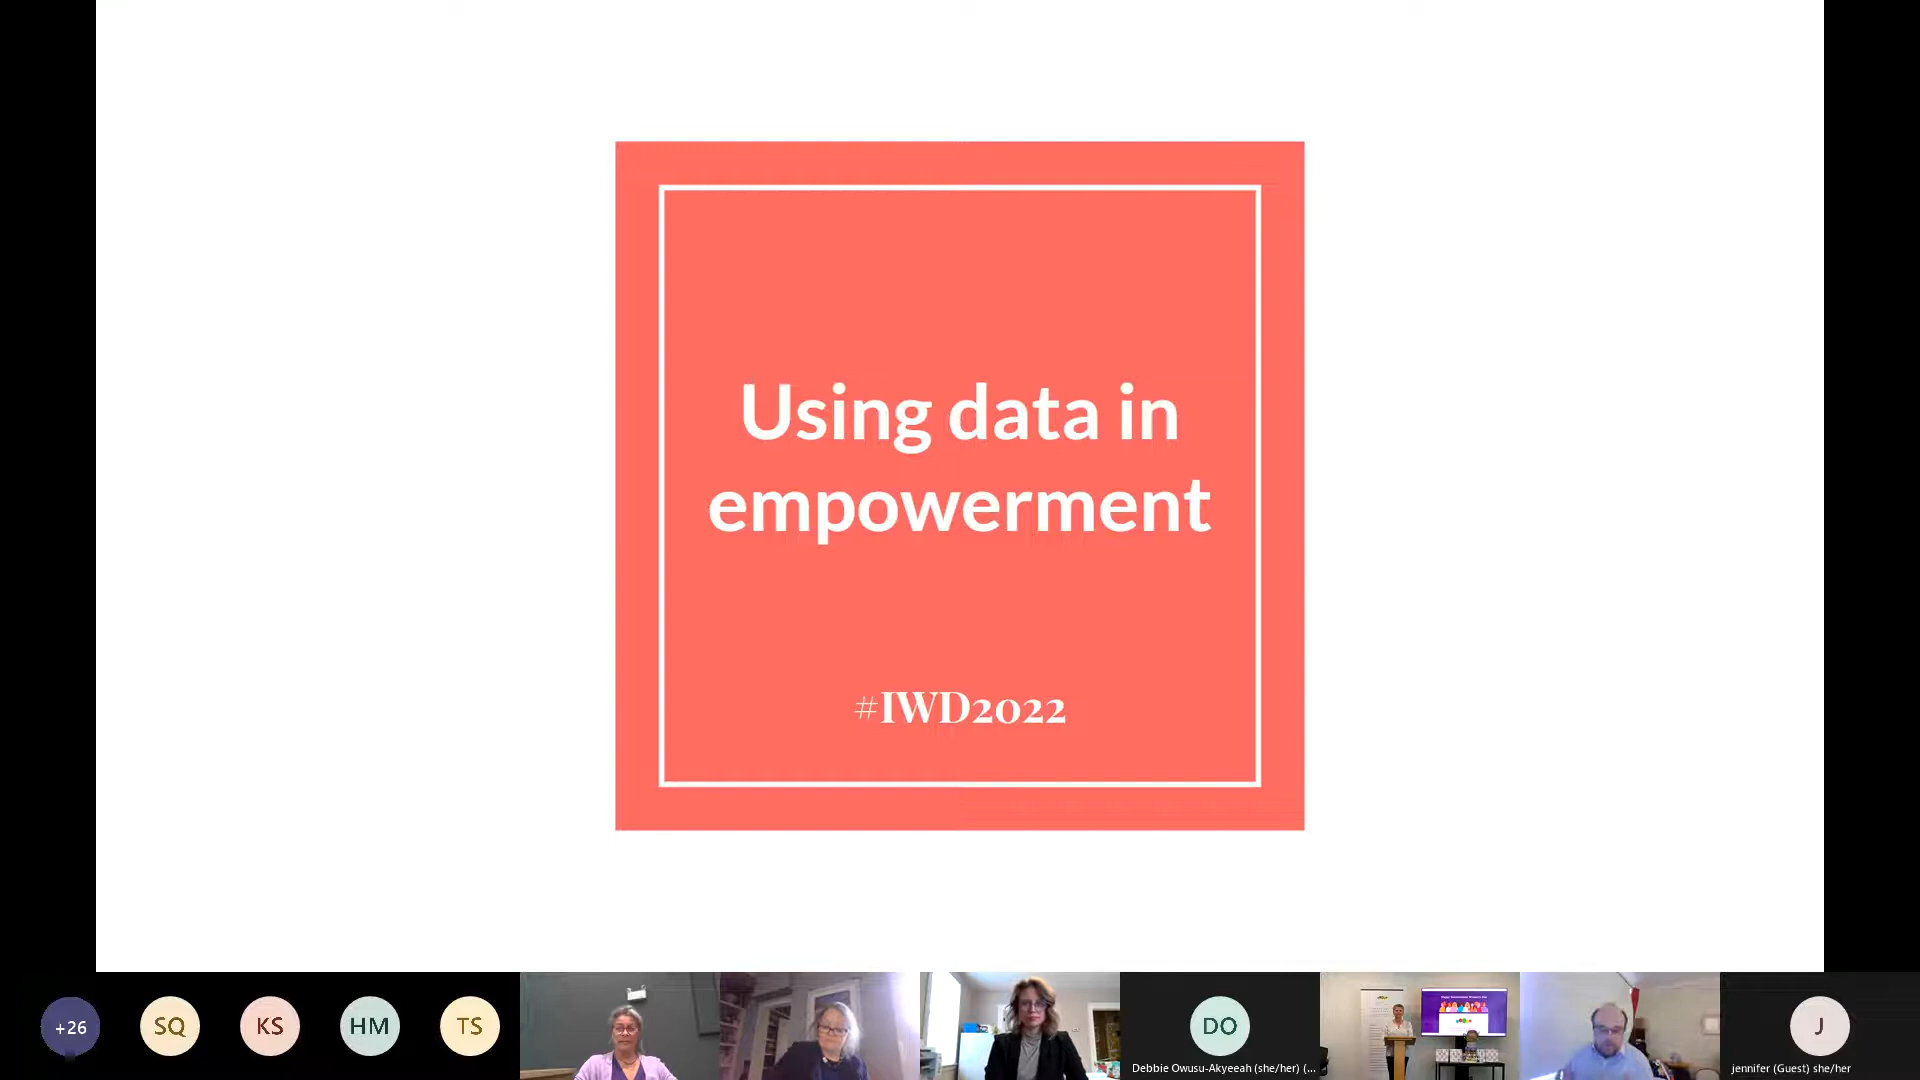 Using data in
empowerment
#IWD2022
+26
SQ
KS
HM
TS
DO
Debbie Owusu-Akyeeah (she/her) (...
J
jennifer (Guest) she/her